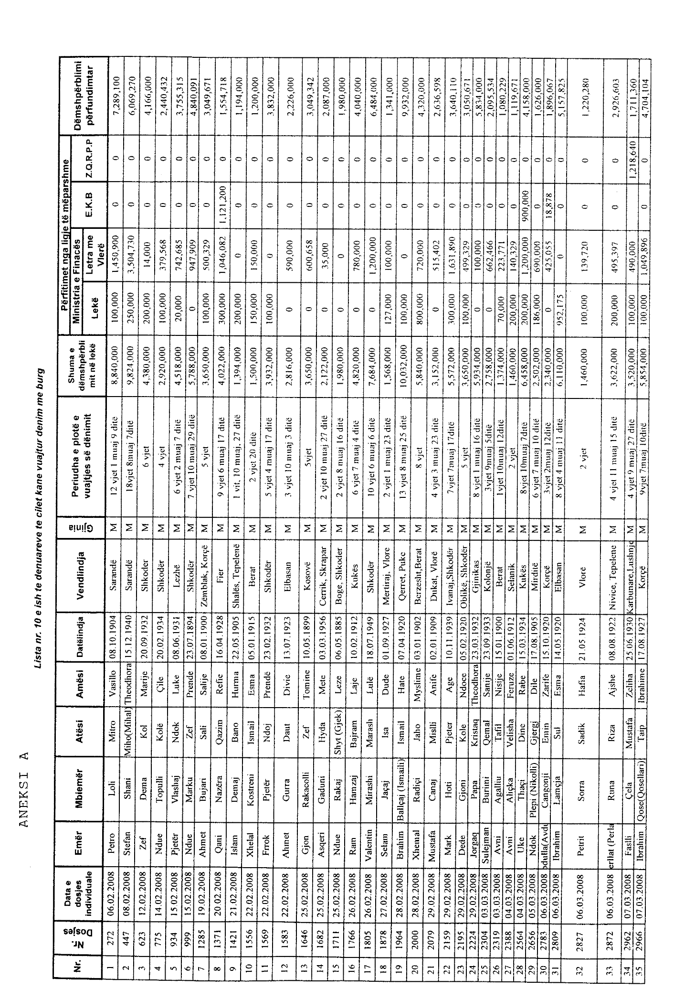 ANEKSI A
Lista nr. 10 e ish te denuareve te cilet kane vuajtur denim me burg
Nr. | Nr. Dosjes | Data e dosjes individuale | Emër | Mbiemër | Atësi | Amësi | Datëlindja | Vendlindja | Gjinia | Periudha e plotë e vuajtjes së dënimit | Shuma e dëmshpërbli mit në lekë | Përfitimet nga ligje të mëparshme | Ministria e Finacës | Lekë | Letra me Vlerë | E.K.B | Z.Q.R.P.P | Dëmshpërblimi përfundimtar
1 | 272 | 06.02.2008 | Petro | Loli | Mitro | Vasillo | 08.10.1904 | Sarandë | M | 12 vjet 1 muaj 9 ditë | 8,840,000 | 100,000 | 1,450,900 | 0 | 0 | 7,289,100
2 | 447 | 08.02.2008 | Stefan | Shani | Miho(Mihal) | Theodhora | 15.12.1940 | Sarandë | M | 18vjet 8muaj 7ditë | 9,824,000 | 250,000 | 3,504,730 | 0 | 0 | 6,069,270
3 | 623 | 12.02.2008 | Zef | Dema | Kol | Marije | 20.09.1932 | Shkoder | M | 6 vjet | 4,380,000 | 200,000 | 14,000 | 0 | 0 | 4,166,000
4 | 775 | 14.02.2008 | Ndue | Topulli | Kolë | Çile | 20.02.1934 | Shkodër | M | 4 vjet | 2,920,000 | 100,000 | 379,568 | 0 | 0 | 2,440,432
5 | 934 | 15.02.2008 | Pjetër | Vlashaj | Ndok | Luke | 08.06.1931 | Lezhë | M | 6 vjet 2 muaj 7 ditë | 4,518,000 | 20,000 | 742,685 | 0 | 0 | 3,755,315
6 | 999 | 15.02.2008 | Ndue | Marku | Zef | Prende | 23.07.1894 | Shkodër | M | 7 vjet 10 muaj 29 ditë | 5,788,000 | 0 | 947,909 | 0 | 0 | 4,840,091
7 | 1285 | 19.02.2008 | Ahmet | Bujari | Sali | Salije | 08.01.1900 | Zëmblak, Korçë | M | 5 vjet | 3,650,000 | 100,000 | 500,329 | 0 | 0 | 3,049,671
8 | 1371 | 20.02.2008 | Qani | Nazëra | Qazim | Refie | 16.04.1928 | Fier | M | 9 vjet 6 muaj 17 ditë | 4,022,000 | 300,000 | 1,046,082 | 1,121,200 | 0 | 1,554,718
9 | 1421 | 21.02.2008 | Islam | Demaj | Bano | Hurma | 22.05.1905 | Shalës, Tepelenë | M | 1 vit, 10 muaj, 27 ditë | 1,394,000 | 200,000 | 0 | 0 | 0 | 1,194,000
10 | 1556 | 22.02.2008 | Xhelal | Kostreni | Ismail | Esma | 05.01.1915 | Berat | M | 2 vjet 20 ditë | 1,500,000 | 150,000 | 150,000 | 0 | 0 | 1,200,000
11 | 1569 | 22.02.2008 | Frrok | Pjetër | Ndoj | Prendë | 23.02.1932 | Shkodër | M | 5 vjet 4 muaj 17 ditë | 3,932,000 | 100,000 | 0 | 0 | 0 | 3,832,000
12 | 1583 | 22.02.2008 | Ahmet | Gurra | Daut | Divie | 13.07.1923 | Elbasan | M | 3 vjet 10 muaj 3 ditë | 2,816,000 | 0 | 590,000 | 0 | 0 | 2,226,000
13 | 1646 | 25.02.2008 | Gjon | Rakacolli | Zef | Tomine | 10.05.1899 | Kosovë | M | 5vjet | 3,650,000 | 0 | 600,658 | 0 | 0 | 3,049,342
14 | 1682 | 25.02.2008 | Asqeri | Gaduni | Hyda | Mete | 03.03.1956 | Cerrik, Skrapar | M | 2 vjet 10 muaj 27 ditë | 2,122,000 | 0 | 35,000 | 0 | 0 | 2,087,000
15 | 1711 | 25.02.2008 | Ndue | Rakaj | Shyt (Gjek) | Leze | 06.05.1885 | Boge, Shkoder | M | 2 vjet 8 muaj 16 ditë | 1,980,000 | 0 | 0 | 0 | 0 | 1,980,000
16 | 1766 | 26.02.2008 | Ram | Hamzaj | Bajram | Laje | 10.02.1912 | Kukës | M | 6 vjet 7 muaj 4 ditë | 4,820,000 | 0 | 780,000 | 0 | 0 | 4,040,000
17 | 1805 | 26.02.2008 | Valentin | Mirashi | Marash | Lulë | 18.07.1949 | Shkodër | M | 10 vjet 6 muaj 6 ditë | 7,684,000 | 0 | 1,200,000 | 0 | 0 | 6,484,000
18 | 1878 | 27.02.2008 | Selam | Jaçaj | Isa | Dude | 01.09.1927 | Mertiraj, Vlore | M | 2 vjet 1 muaj 23 ditë | 1,568,000 | 127,000 | 100,000 | 0 | 0 | 1,341,000
19 | 1964 | 28.02.2008 | Brahim | Ballçaj (Ismaili) | Ismail | Hate | 07.04.1920 | Qerret, Puke | M | 13 vjet 8 muaj 25 ditë | 10,032,000 | 100,000 | 0 | 0 | 0 | 9,932,000
20 | 2000 | 28.02.2008 | Xhemal | Radiçi | Jaho | Myslime | 03.01.1902 | Berzesht,Berat | M | 8 vjet | 5,840,000 | 800,000 | 720,000 | 0 | 0 | 4,320,000
21 | 2079 | 29.02.2008 | Mustafa | Canaj | Mislli | Anife | 02.01.1909 | Dukat, Vlorë | M | 4 vjet 3 muaj 23 ditë | 3,152,000 | 0 | 515,402 | 0 | 0 | 2,636,598
22 | 2159 | 29.02.2008 | Mark | Hoti | Pjeter | Age | 10.11.1939 | Ivanaj,Shkodër | M | 7vjet 7muaj 17ditë | 5,572,000 | 300,000 | 1,631,890 | 0 | 0 | 3,640,110
23 | 2195 | 29.02.2008 | Dede | Gjoni | Kole | Ndoce | 05.02.1920 | Oblikë, Shkodër | M | 5 vjet | 3,650,000 | 100,000 | 499,329 | 0 | 0 | 3,050,671
24 | 2224 | 29.02.2008 | Jorgaq | Papa | Kristaq | Theodhora | 23.03.1932 | Gjinikas | M | 8 vjet 1 muaj 16 ditë | 5,934,000 | 0 | 100,000 | 0 | 0 | 5,834,000
25 | 2304 | 03.03.2008 | Sulejman | Burimi | Qemal | Sanije | 23.09.1933 | Kolonjë | M | 3vjet 9muaj 5ditë | 2,758,000 | 0 | 662,466 | 0 | 0 | 2,095,534
26 | 2319 | 03.03.2008 | Avni | Agalliu | Tafil | Nisije | 15.01.1900 | Berat | M | 1vjet 10muaj 12ditë | 1,374,000 | 70,000 | 223,771 | 0 | 0 | 1,080,229
27 | 2388 | 04.03.2008 | Avni | Ahçka | Velisha | Feruze | 01.06.1912 | Selanik | M | 2 vjet | 1,460,000 | 200,000 | 140,329 | 0 | 0 | 1,119,671
28 | 2564 | 04.03.2008 | Uke | Thaçi | Dine | Rabe | 15.03.1934 | Kukës | M | 8vjet 10muaj 7ditë | 6,458,000 | 200,000 | 1,200,000 | 900,000 | 0 | 4,158,000
29 | 2656 | 05.03.2008 | Ndok | Plepi (Nikolli) | Gjergj | Dile | 17.08.1905 | Mirditë | M | 6 vjet 7 muaj 10 ditë | 2,502,000 | 186,000 | 690,000 | 0 | 0 | 1,626,000
30 | 2783 | 06.03.2008 | bdulla(Avdu | Cangonji | Emin | Zarife | 15.10.1920 | Korçë | M | 3vjet 2muaj 12ditë | 2,340,000 | 0 | 425,055 | 18,878 | 0 | 1,896,067
31 | 2809 | 06.03.2008 | Ibrahim | Lamçja | Sul | Esma | 14.05.1920 | Elbasan | M | 8 vjet 4 muaj 11 ditë | 6,110,000 | 952,175 | 0 | 0 | 0 | 5,157,825
32 | 2827 | 06.03.2008 | Petrit | Sorra | Sadik | Hafia | 21.05.1924 | Vlorë | M | 2 vjet | 1,460,000 | 100,000 | 139,720 | 0 | 0 | 1,220,280
33 | 2872 | 06.03.2008 | erllat (Perla | Runa | Riza | Ajshe | 08.08.1922 | Nivice, Tepelene | M | 4 vjet 11 muaj 15 ditë | 3,622,000 | 200,000 | 495,397 | 0 | 0 | 2,926,603
34 | 2962 | 07.03.2008 | Fasili | Çela | Mustafa | Zeliha | 25.06.1930 | Karbunare,Lushnje | M | 4 vjet 9 muaj 27 ditë | 3,520,000 | 100,000 | 490,000 | | 1,218,640 | 1,711,360
35 | 2966 | 07.03.2008 | Ibrahim | Qose(Qosellari) | Taip | Ibrahime | 17.08.1927 | Korçë | M | 9vjet 7muaj 10ditë | 5,854,000 | 100,000 | 1,049,896 | 0 | 0 | 4,704,104